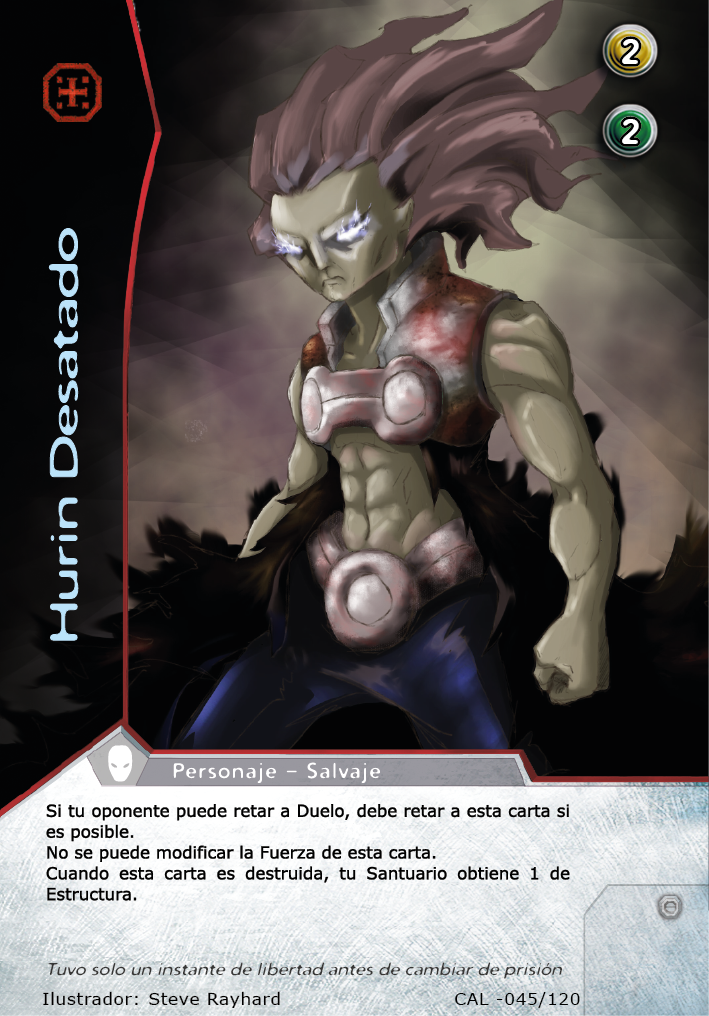 2
2
Hurin Desatado
Personaje – Salvaje
Si tu oponente puede retar a Duelo, debe retar a esta carta si
es posible.
No se puede modificar la Fuerza de esta carta.
Cuando esta carta es destruida, tu Santuario obtiene 1 de
Estructura.
Tuvo solo un instante de libertad antes de cambiar de prisión
Ilustrador: Steve Rayhard
CAL -045/120